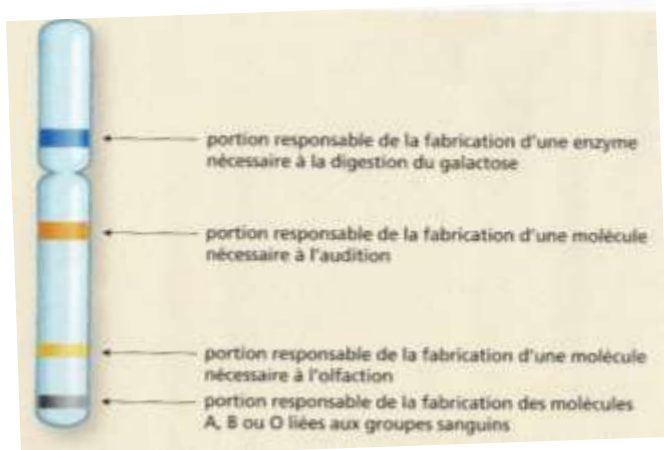 portion responsable de la fabrication d'une enzyme
nécessaire à la digestion du galactose
portion responsable de la fabrication d'une molécule
nécessaire à l'audition
portion responsable de la fabrication d'une molécule
nécessaire à l'olfaction
portion responsable de la fabrication des molécules
A, B ou O liées aux groupes sanguins